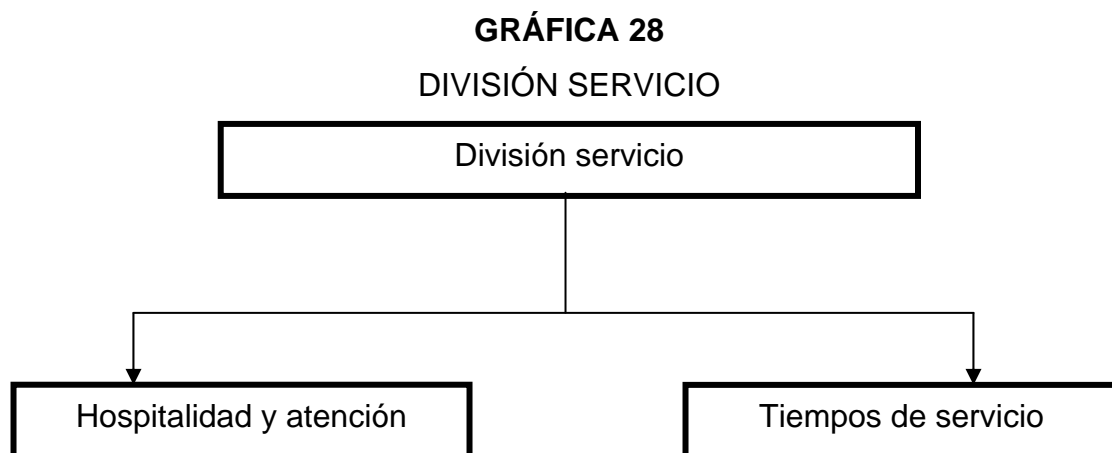 GRÁFICA 28
DIVISIÓN SERVICIO
División servicio
Hospitalidad y atención
Tiempos de servicio